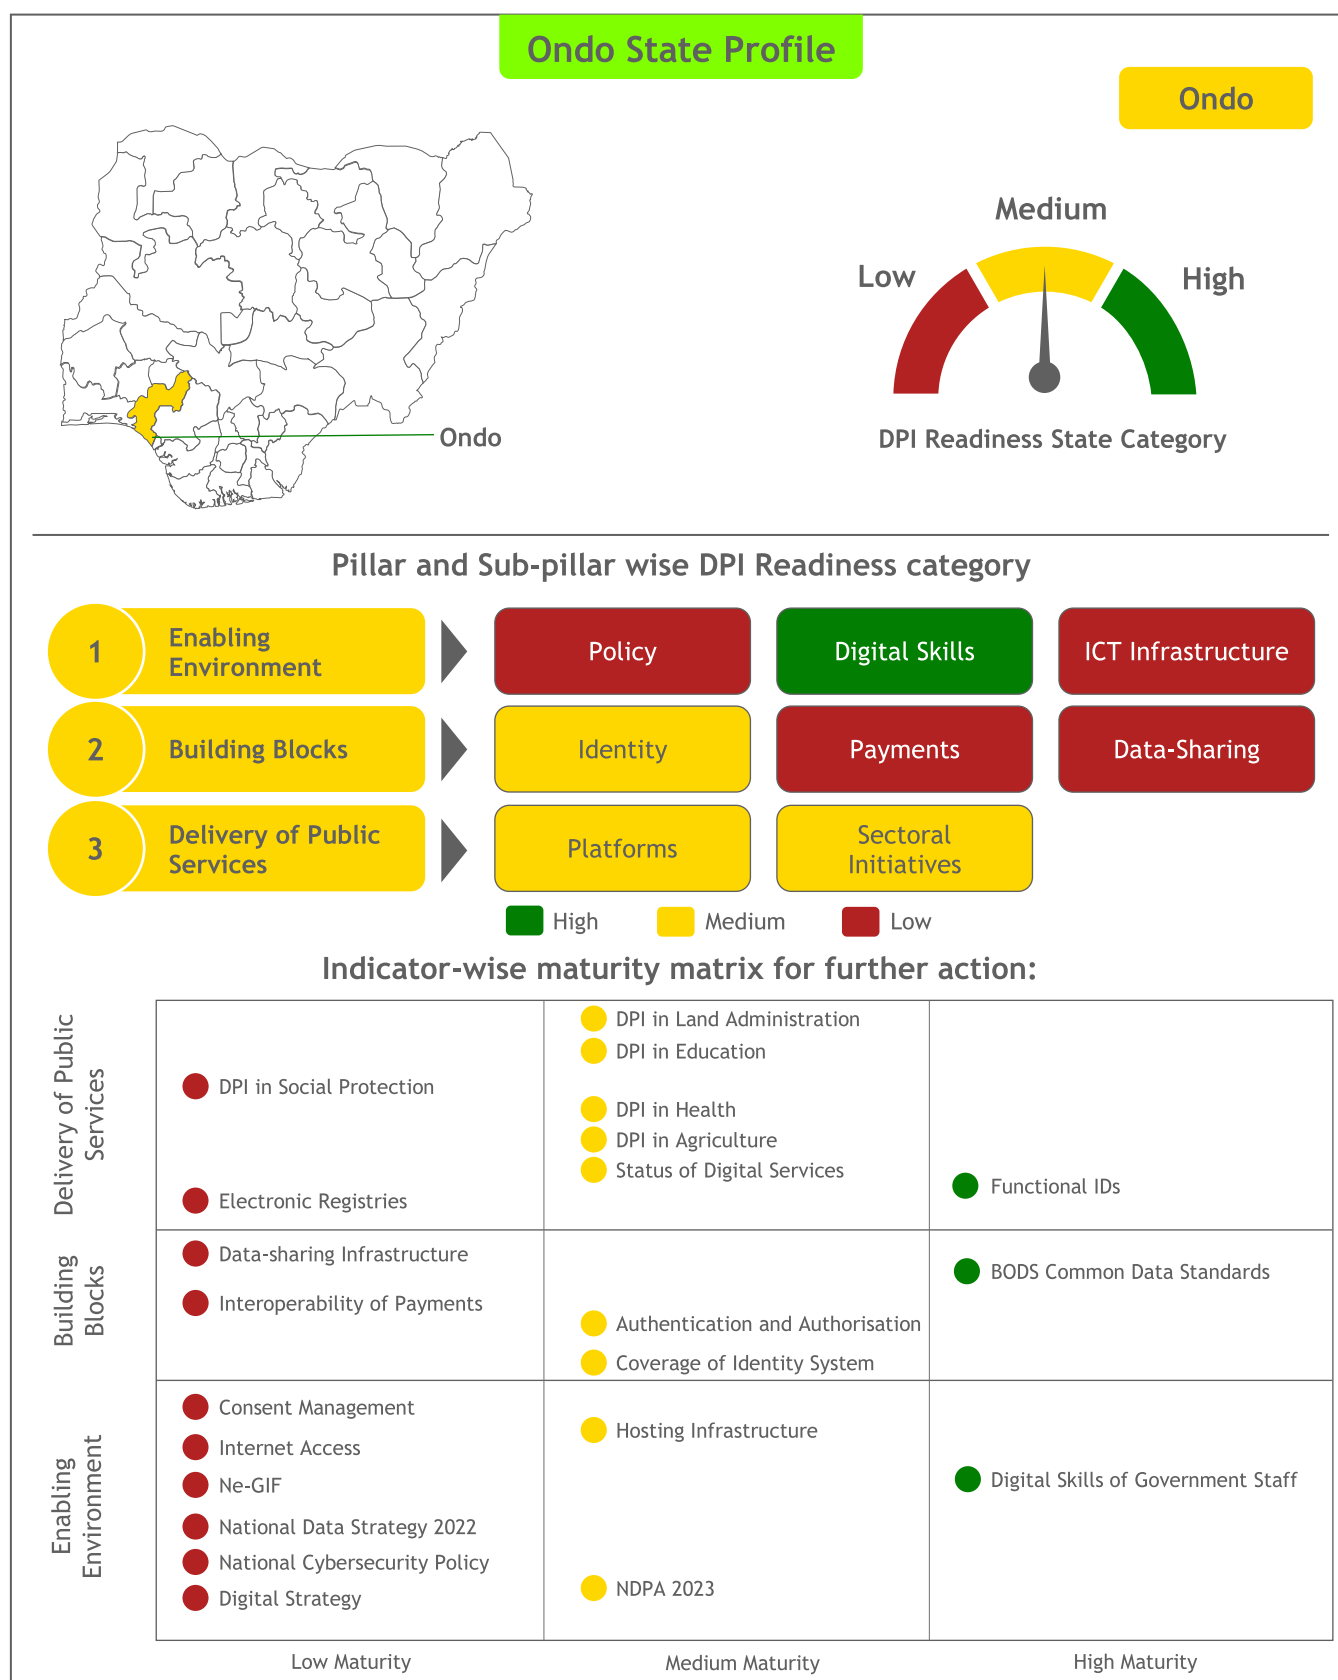 Ondo State Profile
Ondo
Medium
Low
High
DPI Readiness State Category
Ondo
Pillar and Sub-pillar wise DPI Readiness category
1
Enabling
Environment
Policy
Digital Skills
ICT Infrastructure
2
Building Blocks
Identity
Payments
Data-Sharing
3
Delivery of Public
Services
Platforms
Sectoral
Initiatives
High
Medium
Low
Indicator-wise maturity matrix for further action:
Delivery of Public
Services
DPI in Social Protection
Electronic Registries
DPI in Land Administration
DPI in Education
DPI in Health
DPI in Agriculture
Status of Digital Services
Functional IDs
Building
Blocks
Data-sharing Infrastructure
Interoperability of Payments
Authentication and Authorisation
Coverage of Identity System
BODS Common Data Standards
Enabling
Environment
Consent Management
Internet Access
Ne-GIF
National Data Strategy 2022
National Cybersecurity Policy
Digital Strategy
Hosting Infrastructure
NDPA 2023
Digital Skills of Government Staff
Low Maturity
Medium Maturity
High Maturity